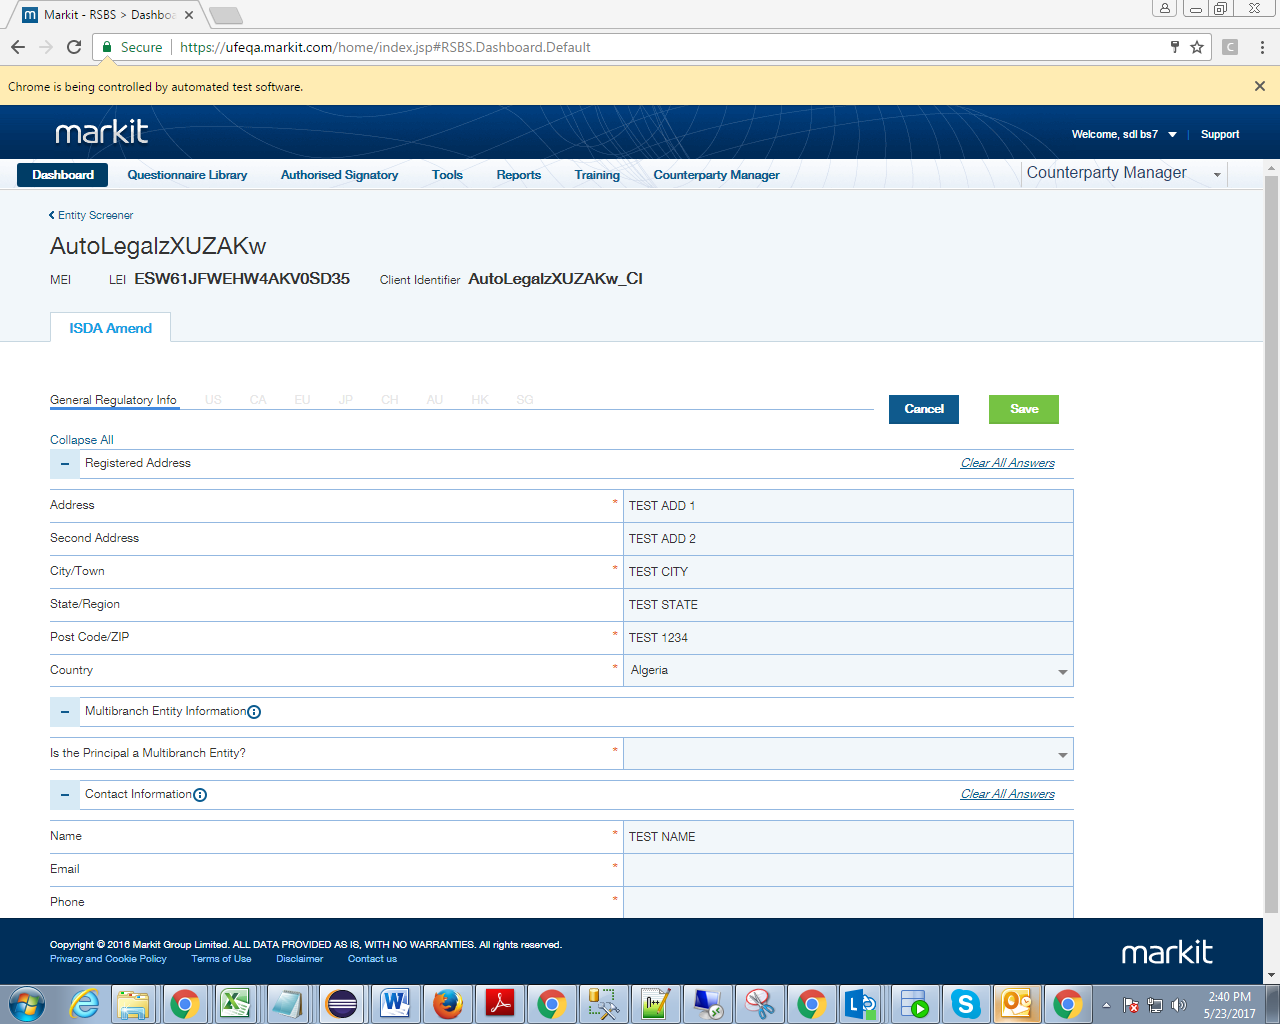 Markit - RSBS > Dashboa
Secure https://ufeqa.markit.com/home/index.jsp#RSBS.Dashboard.Default
Chrome is being controlled by automated test software.
markit
Welcome, sdl bs7 Support
Dashboard Questionnaire Library Authorised Signatory Tools Reports Training Counterparty Manager Counterparty Manager
Entity Screener
AutoLegalzXUZAKw
MEI LEI ESW61JFWEHW4AKV0SD35 Client Identifier AutoLegalzXUZAKw_CI
ISDA Amend
General Regulatory Info US CA EU JP CH AU HK SG Cancel Save
Collapse All
Registered Address Clear All Answers
Address * TEST ADD 1
Second Address TEST ADD 2
City/Town * TEST CITY
State/Region TEST STATE
Post Code/ZIP * TEST 1234
Country * Algeria
Multibranch Entity Information
Is the Principal a Multibranch Entity? *
Contact Information Clear All Answers
Name * TEST NAME
Email *
Phone *
Copyright © 2016 Markit Group Limited. ALL DATA PROVIDED AS IS, WITH NO WARRANTIES. All rights reserved.
Privacy and Cookie Policy Terms of Use Disclaimer Contact us
markit
2:40 PM
5/23/2017